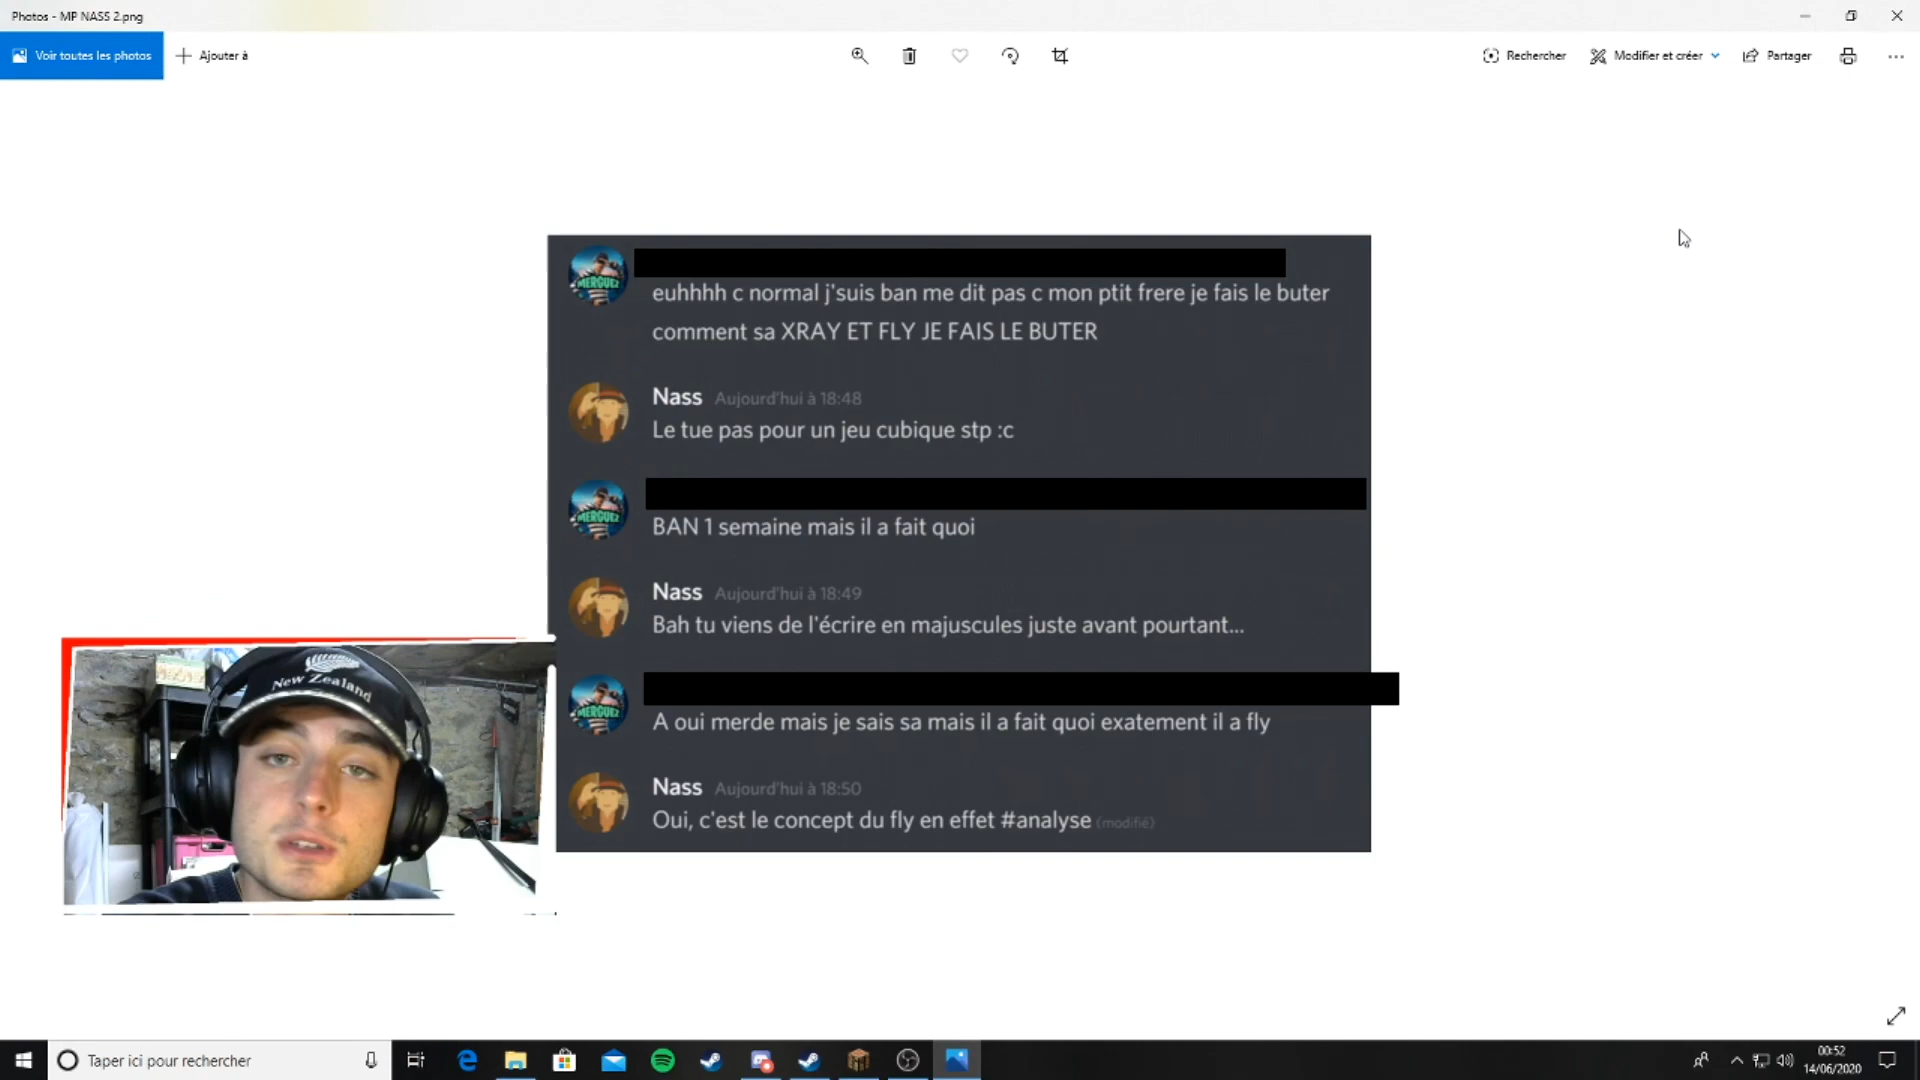 Photos - MP NASS 2.png
Voir toutes les photos
Ajouter à
Rechercher
Modifier et créer
Partager
MERGUEZ
euhhhh c normal j'suis ban me dit pas c mon ptit frere je fais le buter
comment sa XRAY ET FLY JE FAIS LE BUTER
Nass Aujourd'hui à 18:48
Le tue pas pour un jeu cubique stp :c
MERGUEZ
BAN 1 semaine mais il a fait quoi
Nass Aujourd'hui à 18:49
Bah tu viens de l'écrire en majuscules juste avant pourtant...
MERGUEZ
A oui merde mais je sais sa mais il a fait quoi exatement il a fly
Nass Aujourd'hui à 18:50
Oui, c'est le concept du fly en effet #analyse (modifié)
New Zealand
Taper ici pour rechercher
00:52
14/06/2020